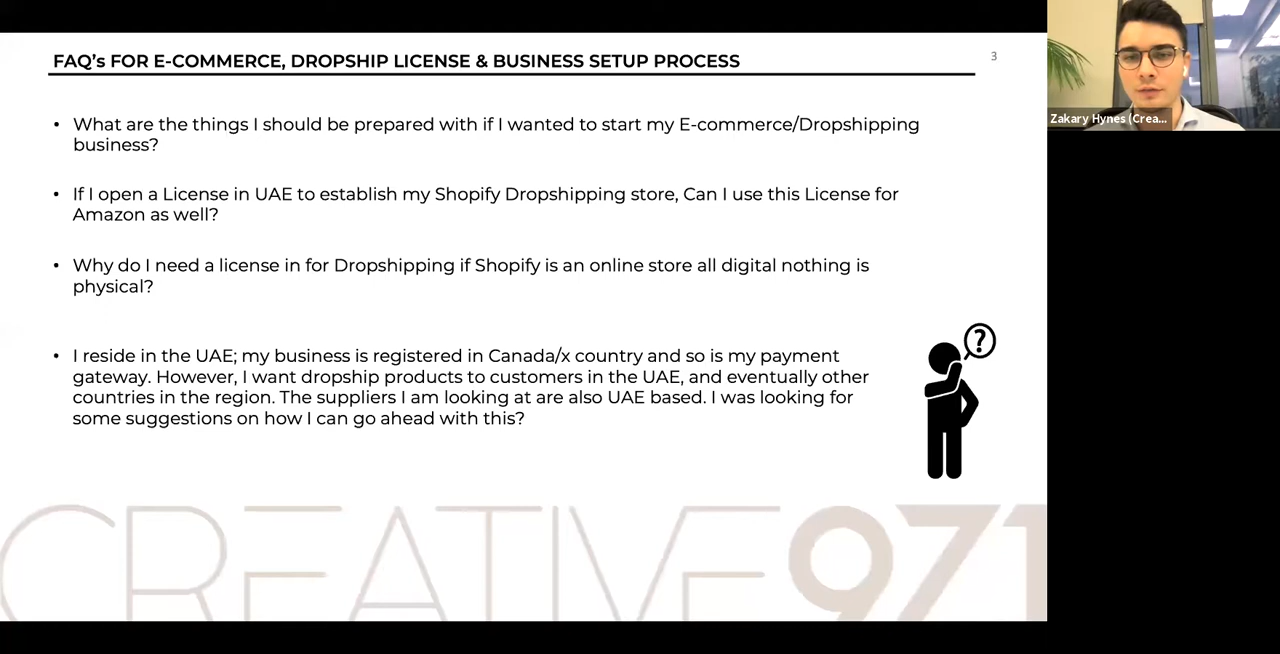 FAQ's FOR E-COMMERCE, DROPSHIP LICENSE & BUSINESS SETUP PROCESS
3
• What are the things I should be prepared with if I wanted to start my E-commerce/Dropshipping
business?
• If I open a License in UAE to establish my Shopify Dropshipping store, Can I use this License for
Amazon as well?
• Why do I need a license in for Dropshipping if Shopify is an online store all digital nothing is
physical?
• I reside in the UAE; my business is registered in Canada/x country and so is my payment
gateway. However, I want dropship products to customers in the UAE, and eventually other
countries in the region. The suppliers I am looking at are also UAE based. I was looking for
some suggestions on how I can go ahead with this?
?
CREATIVE971
Zakary Hynes (Crea...